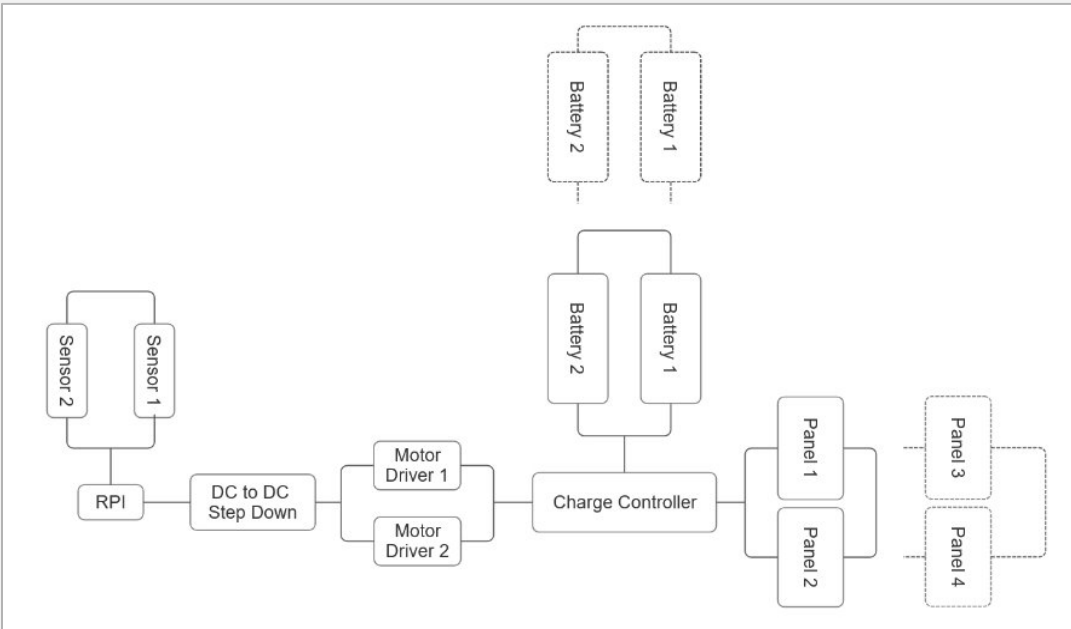 Battery 2
Battery 1
Battery 2
Battery 1
Sensor 2
Sensor 1
RPI
DC to DC
Step Down
Motor
Driver 1
Motor
Driver 2
Charge Controller
Panel 1
Panel 2
Panel 3
Panel 4